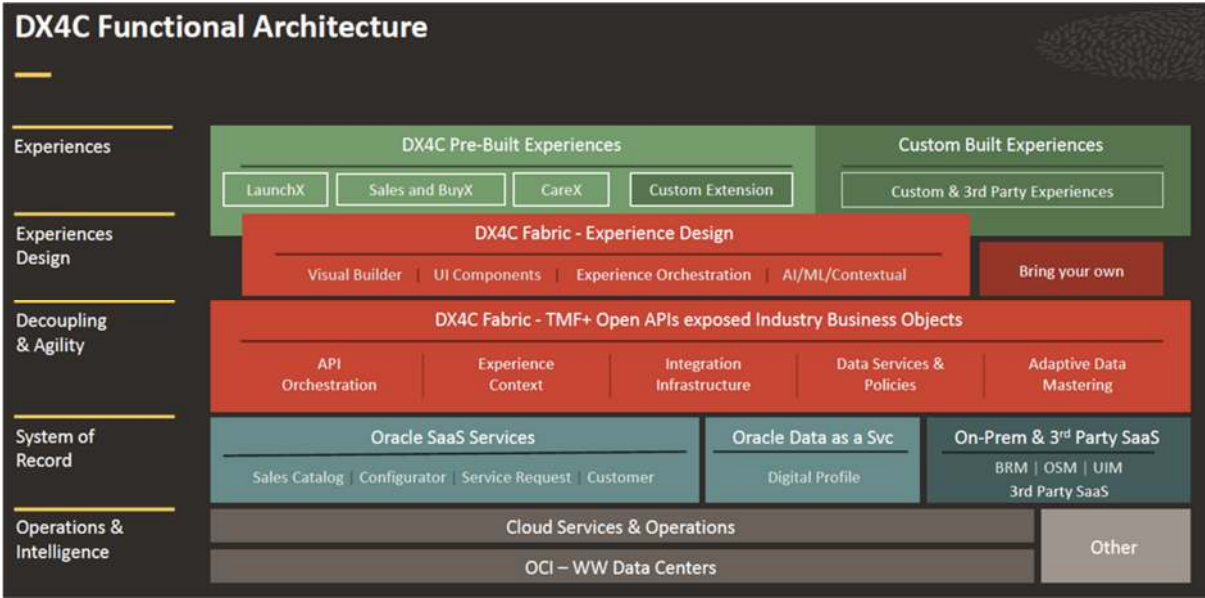 DX4C Functional Architecture
Experiences
DX4C Pre-Built Experiences
Custom Built Experiences
LaunchX
Sales and BuyX
CareX
Custom Extension
Custom & 3rd Party Experiences
Experiences
Design
DX4C Fabric - Experience Design
Visual Builder | UI Components | Experience Orchestration | AI/ML/Contextual
Bring your own
Decoupling
& Agility
DX4C Fabric - TMF+ Open APIs exposed Industry Business Objects
API
Orchestration
Experience
Context
Integration
Infrastructure
Data Services &
Policies
Adaptive Data
Mastering
System of
Record
Oracle SaaS Services
Sales Catalog | Configurator | Service Request | Customer
Oracle Data as a Svc
Digital Profile
On-Prem & 3rd Party SaaS
BRM | OSM | UIM
3rd Party SaaS
Operations &
Intelligence
Cloud Services & Operations
OCI – WW Data Centers
Other